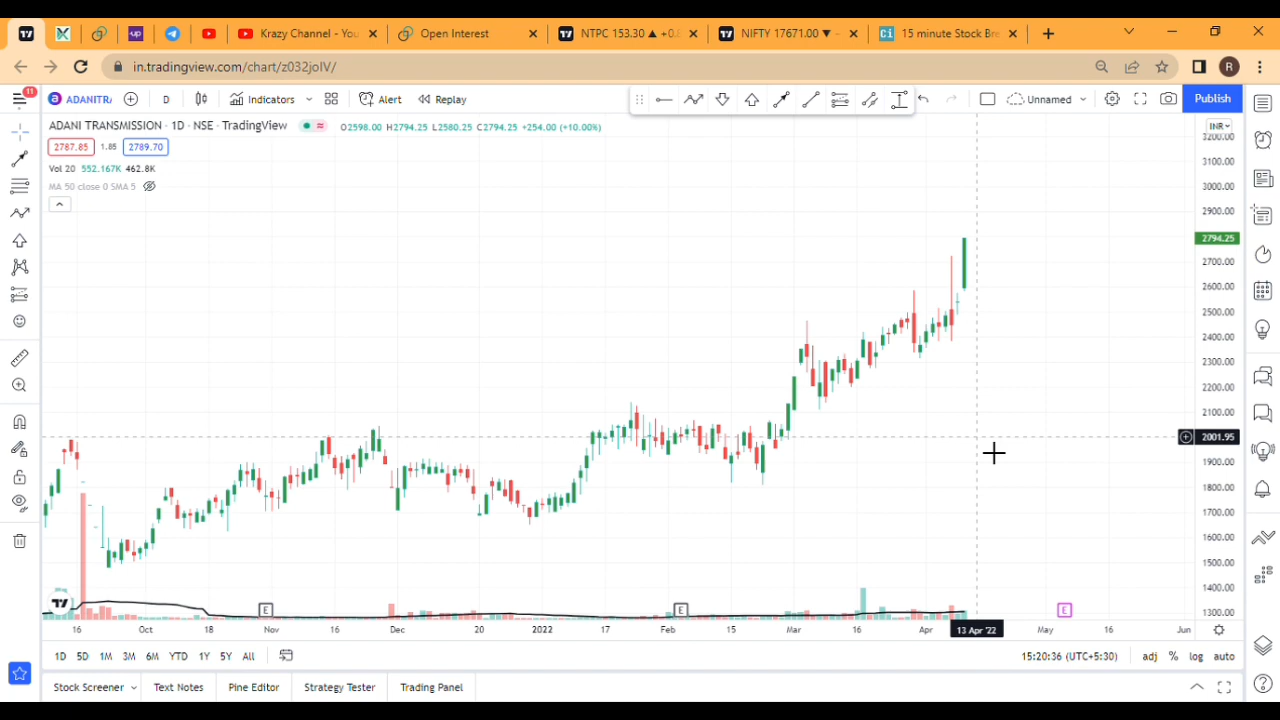 Krazy Channel - You
Open Interest
NTPC 153.30 ▲ +0.
NIFTY 17671.00 ▼ -
15 minute Stock Bre
up
Ci
in.tradingview.com/chart/z032joIV/
R
11
ADANITR
D
Indicators
Alert
Replay
Unnamed
Publish
ADANI TRANSMISSION · 1D · NSE · TradingView
O2598.00 H2794.25 L2580.25 C2794.25 +254.00 (+10.00%)
INR
2787.85 1.85 2789.70
Vol 20 552.167K 462.8K
MA 50 close 0 SMA 5
3200.00
3100.00
3000.00
2900.00
2794.25
2700.00
2600.00
2500.00
2400.00
2300.00
2200.00
2100.00
2001.95
1900.00
1800.00
1700.00
1600.00
1500.00
1400.00
1300.00
E E E
16 Oct 18 Nov 16 Dec 20 2022 17 Feb 15 Mar 16 Apr 13 Apr '22 May 16 Jun
1D 5D 1M 3M 6M YTD 1Y 5Y All
15:20:36 (UTC+5:30) adj % log auto
Stock Screener Text Notes Pine Editor Strategy Tester Trading Panel